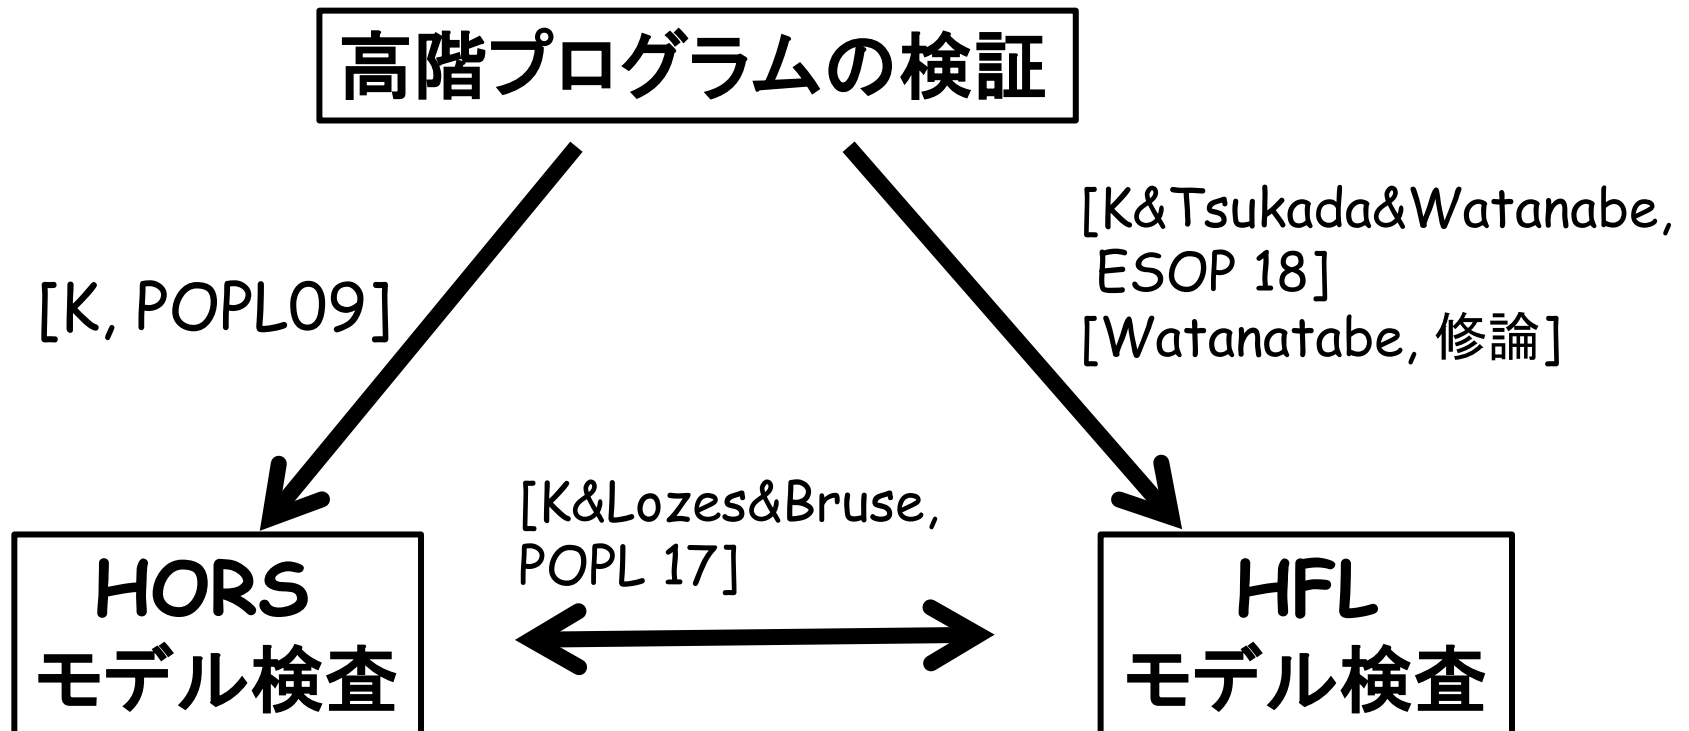 高階プログラムの検証
[K&Tsukada&Watanabe,
ESOP 18]
[Watanatabe, 修論]
[K, POPL09]
[K&Lozes&Bruse,
POPL 17]
HORS
モデル検査
HFL
モデル検査